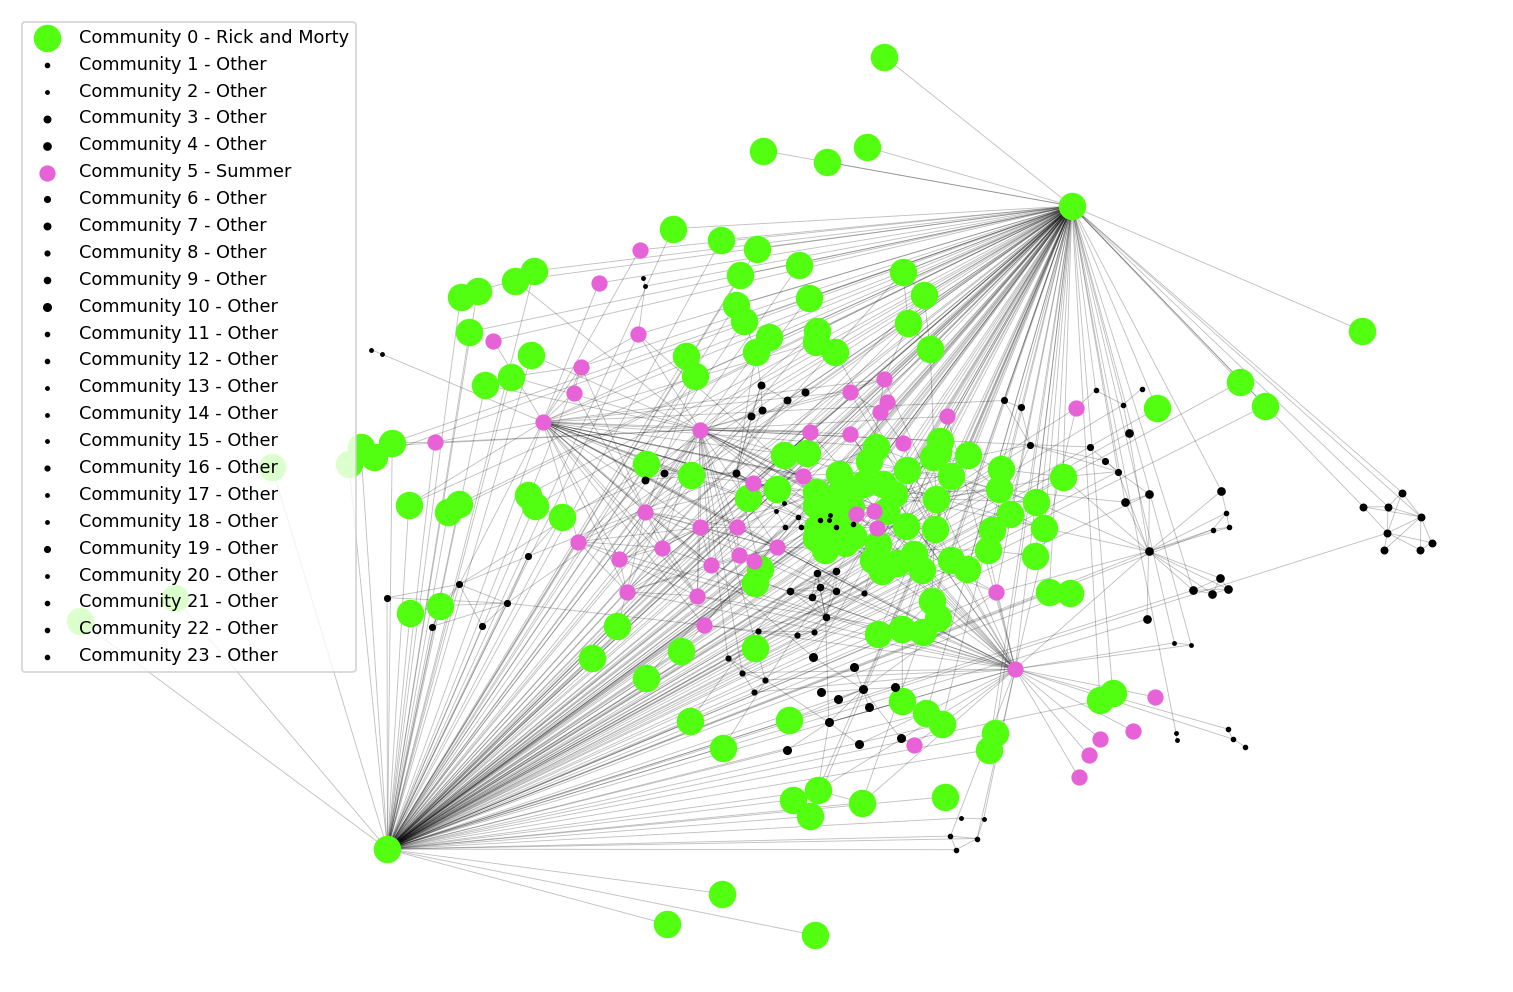 Community 0 - Rick and Morty
Community 1 - Other
Community 2 - Other
Community 3 - Other
Community 4 - Other
Community 5 - Summer
Community 6 - Other
Community 7 - Other
Community 8 - Other
Community 9 - Other
Community 10 - Other
Community 11 - Other
Community 12 - Other
Community 13 - Other
Community 14 - Other
Community 15 - Other
Community 16 - Other
Community 17 - Other
Community 18 - Other
Community 19 - Other
Community 20 - Other
Community 21 - Other
Community 22 - Other
Community 23 - Other